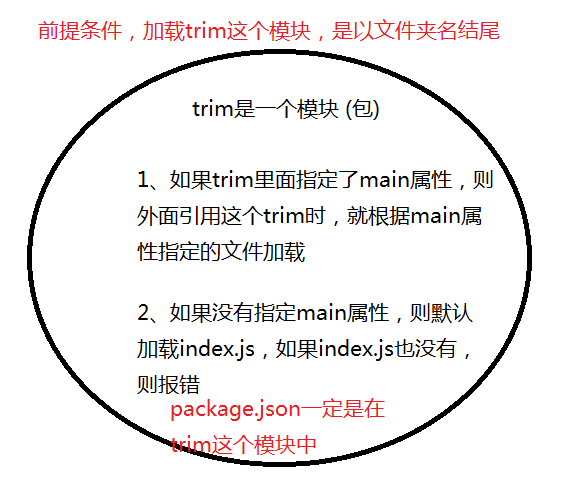 前提条件，加载trim这个模块，是以文件夹名结尾
trim是一个模块 (包)
1、如果trim里面指定了main属性，则
外面引用这个trim时，就根据main属
性指定的文件加载
2、如果没有指定main属性，则默认
加载index.js，如果index.js也没有，
则报错
package.json一定是在
trim这个模块中